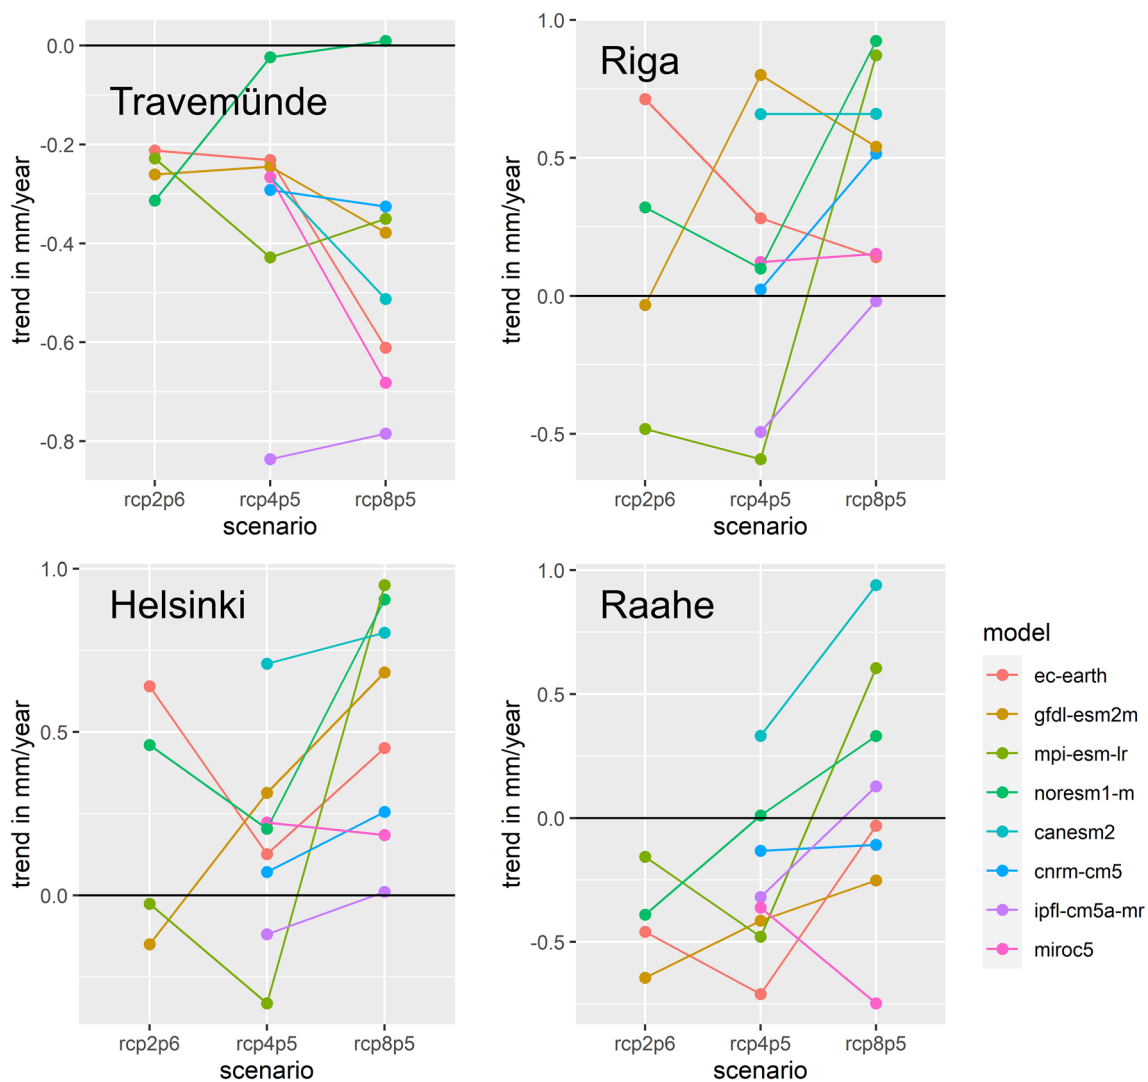 Travemünde
trend in mm/year
0.0
-0.2
-0.4
-0.6
-0.8
rcp2p6 rcp4p5 rcp8p5
scenario
Riga
trend in mm/year
1.0
0.5
0.0
-0.5
rcp2p6 rcp4p5 rcp8p5
scenario
Helsinki
trend in mm/year
1.0
0.5
0.0
rcp2p6 rcp4p5 rcp8p5
scenario
Raahe
trend in mm/year
1.0
0.5
0.0
-0.5
rcp2p6 rcp4p5 rcp8p5
scenario
model
ec-earth
gfdl-esm2m
mpi-esm-lr
noresm1-m
canesm2
cnrm-cm5
ipfl-cm5a-mr
miroc5